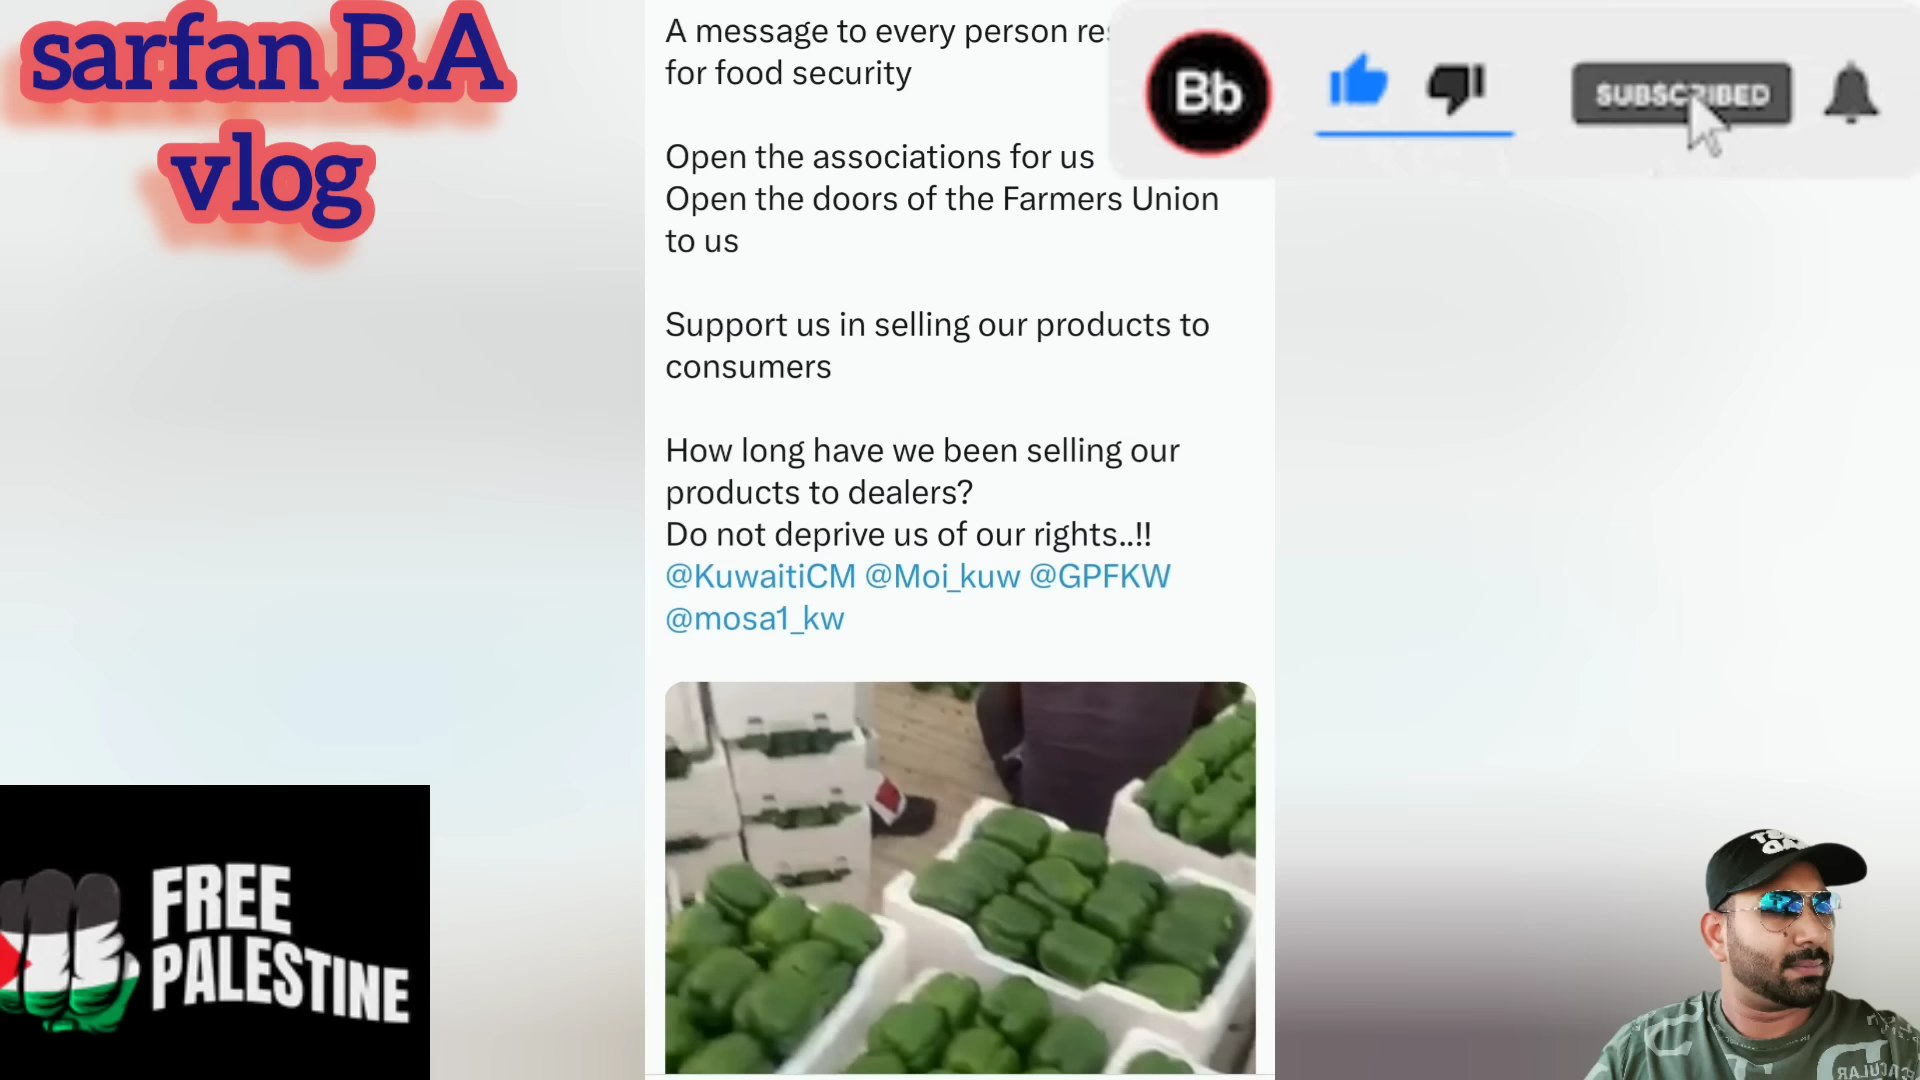 sarfan B.A
vlog
A message to every person
for food security
Open the associations for us
Open the doors of the Farmers Union
to us
Support us in selling our products to
consumers
How long have we been selling our
products to dealers?
Do not deprive us of our rights..!!
@KuwaitiCM @Moi_kuw @GPFKW
@mosa1_kw
Bb
SUBSCRIBED
FREE
PALESTINE